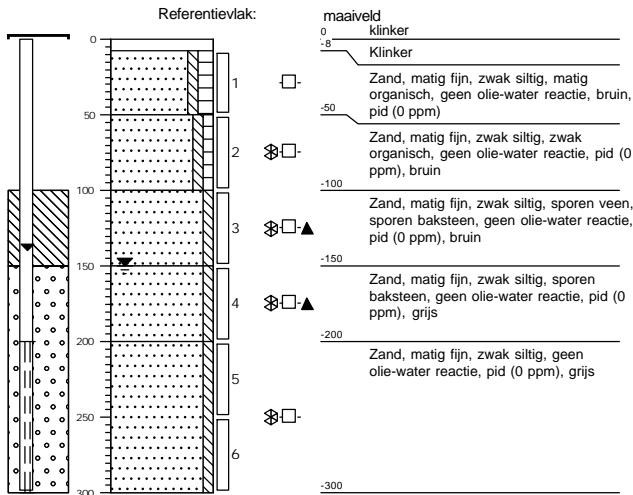 Referentievlak:
maaiveld
0
klinker
-8
Klinker
Zand, matig fijn, zwak siltig, matig
organisch, geen olie-water reactie, bruin,
pid (0 ppm)
-50
Zand, matig fijn, zwak siltig, zwak
organisch, geen olie-water reactie, pid (0
ppm), bruin
-100
Zand, matig fijn, zwak siltig, sporen veen,
sporen baksteen, geen olie-water reactie,
pid (0 ppm), bruin
-150
Zand, matig fijn, zwak siltig, sporen
baksteen, geen olie-water reactie, pid (0
ppm), grijs
-200
Zand, matig fijn, zwak siltig, geen
olie-water reactie, pid (0 ppm), grijs
-300
0
50
100
150
200
250
300
1
2
3
4
5
6